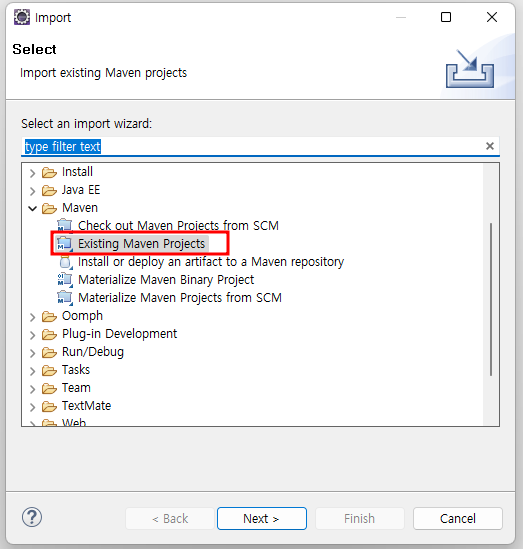 Import
Select
Import existing Maven projects
Select an import wizard:
type filter text
Install
Java EE
Maven
Check out Maven Projects from SCM
Existing Maven Projects
Install or deploy an artifact to a Maven repository
Materialize Maven Binary Project
Materialize Maven Projects from SCM
Oomph
Plug-in Development
Run/Debug
Tasks
Team
TextMate
Web
< Back
Next >
Finish
Cancel